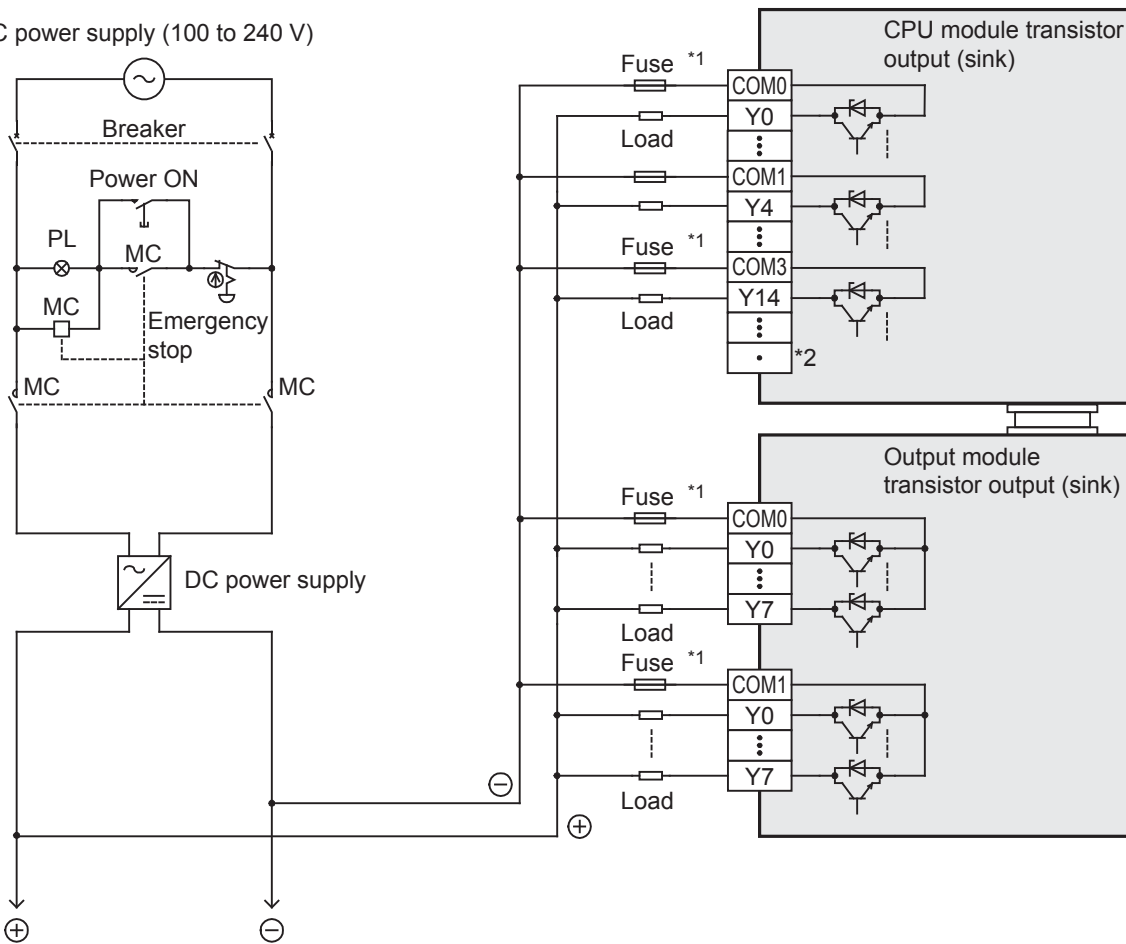 C power supply (100 to 240 V)
Breaker
Power ON
PL
MC
MC
Emergency
stop
MC
MC
DC power supply
⊕
⊖
⊖
⊕
CPU module transistor
output (sink)
Fuse *1
COM0
Y0
Load
COM1
Y4
Fuse *1
COM3
Y14
Load
*2
Output module
transistor output (sink)
Fuse *1
COM0
Y0
Y7
Load
Fuse *1
COM1
Y0
Y7
Load